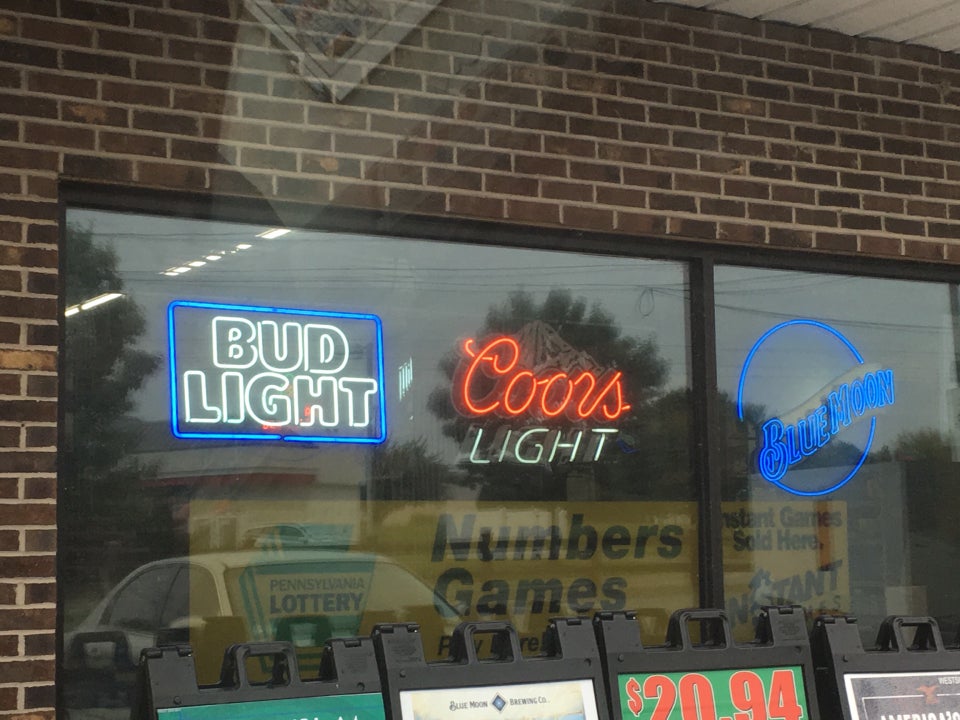 BUD
LIGHT
Coors
LIGHT
BLUE MOON
Numbers
Games
PENNSYLVANIA
LOTTERY
Instant Games
Sold Here.
INSTANT
BLUE MOON BREWING CO.
$20.94